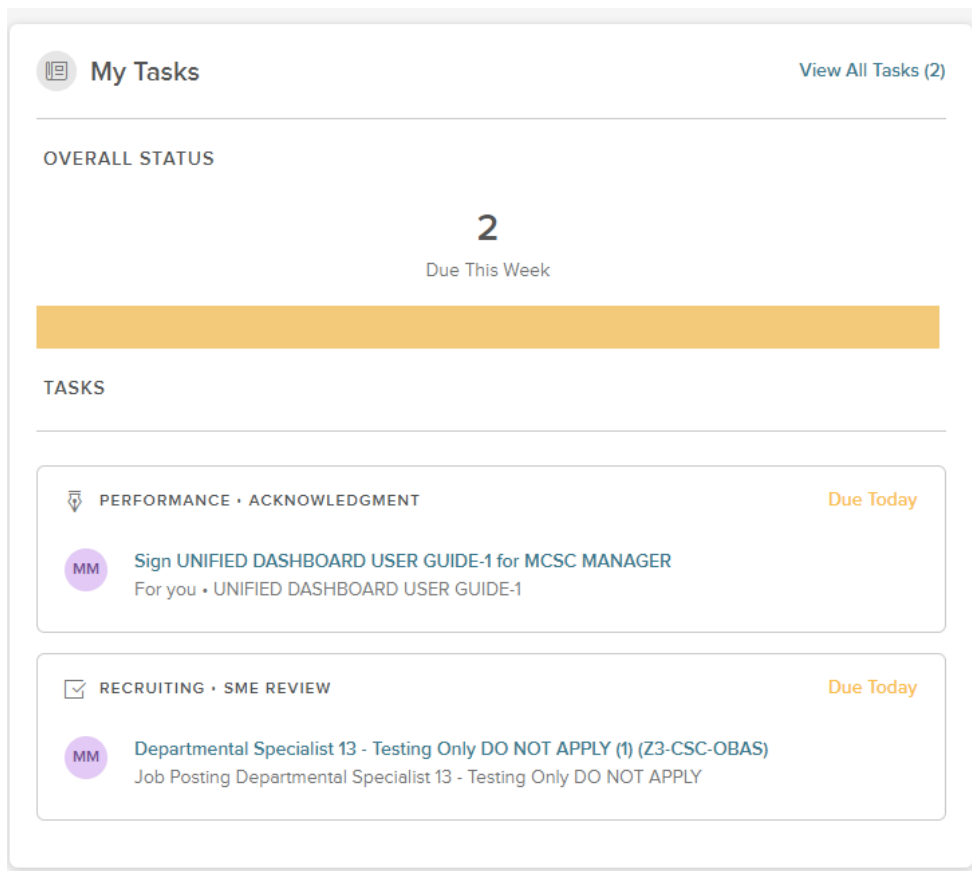 My Tasks
View All Tasks (2)
OVERALL STATUS
2
Due This Week
TASKS
PERFORMANCE • ACKNOWLEDGMENT
Due Today
MM
Sign UNIFIED DASHBOARD USER GUIDE-1 for MCSC MANAGER
For you • UNIFIED DASHBOARD USER GUIDE-1
RECRUITING • SME REVIEW
Due Today
MM
Departmental Specialist 13 - Testing Only DO NOT APPLY (1) (Z3-CSC-OBAS)
Job Posting Departmental Specialist 13 - Testing Only DO NOT APPLY